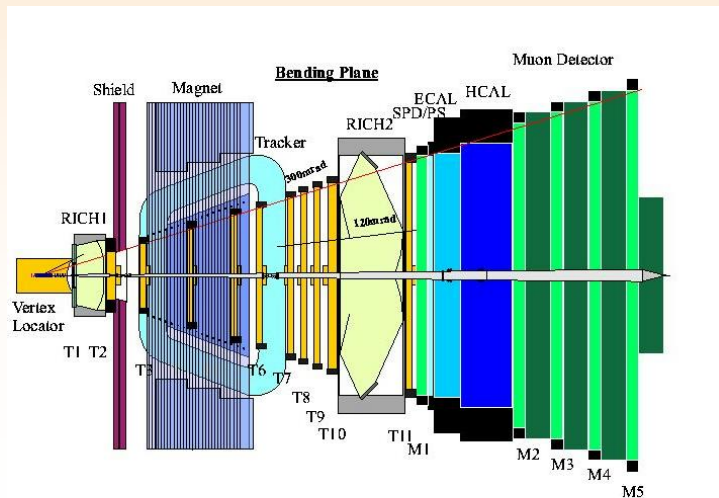 Bending Plane
Muon Detector
Shield
Magnet
ECAL
HCAL
SPD/PS
RICH2
Tracker
300mrad
120mrad
RICH1
Vertex
Locator
T1
T2
T3
T6
T7
T8
T9
T10
T11
M1
M2
M3
M4
M5